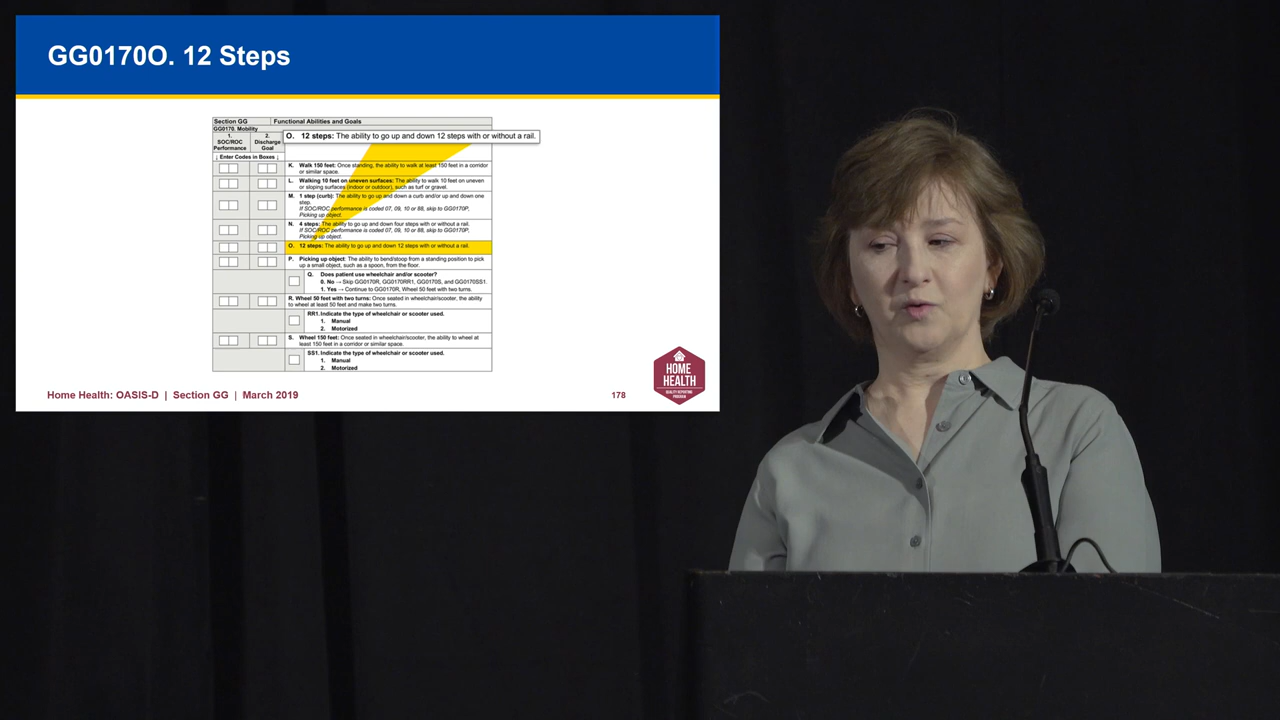 GG0170O. 12 Steps
Section GG Functional Abilities and Goals
GG0170. Mobility
1.
SOC/ROC
Performance
2.
Discharge
Goal
↓ Enter Codes in Boxes ↓
O. 12 steps: The ability to go up and down 12 steps with or without a rail.
K. Walk 150 feet: Once standing, the ability to walk at least 150 feet in a corridor
or similar space.
L. Walking 10 feet on uneven surfaces: The ability to walk 10 feet on uneven
or sloping surfaces (indoor or outdoor), such as turf or gravel.
M. 1 step (curb): The ability to go up and down a curb and/or up and down one
step.
If SOC/ROC performance is coded 07, 09, 10 or 88, skip to GG0170P,
Picking up object.
N. 4 steps: The ability to go up and down four steps with or without a rail.
If SOC/ROC performance is coded 07, 09, 10 or 88, skip to GG0170P,
Picking up object.
O. 12 steps: The ability to go up and down 12 steps with or without a rail.
P. Picking up object: The ability to bend/stoop from a standing position to pick
up a small object, such as a spoon, from the floor.
Q. Does patient use wheelchair and/or scooter?
0. No → Skip GG0170R, GG0170RR1, GG0170S, and GG0170SS1.
1. Yes → Continue to GG0170R, Wheel 50 feet with two turns.
R. Wheel 50 feet with two turns: Once seated in wheelchair/scooter, the ability
to wheel at least 50 feet and make two turns.
RR1. Indicate the type of wheelchair or scooter used.
1. Manual
2. Motorized
S. Wheel 150 feet: Once seated in wheelchair/scooter, the ability to wheel at
least 150 feet in a corridor or similar space.
SS1. Indicate the type of wheelchair or scooter used.
1. Manual
2. Motorized
Home Health: OASIS-D | Section GG | March 2019
178
HOME
HEALTH
QUALITY REPORTING
PROGRAM